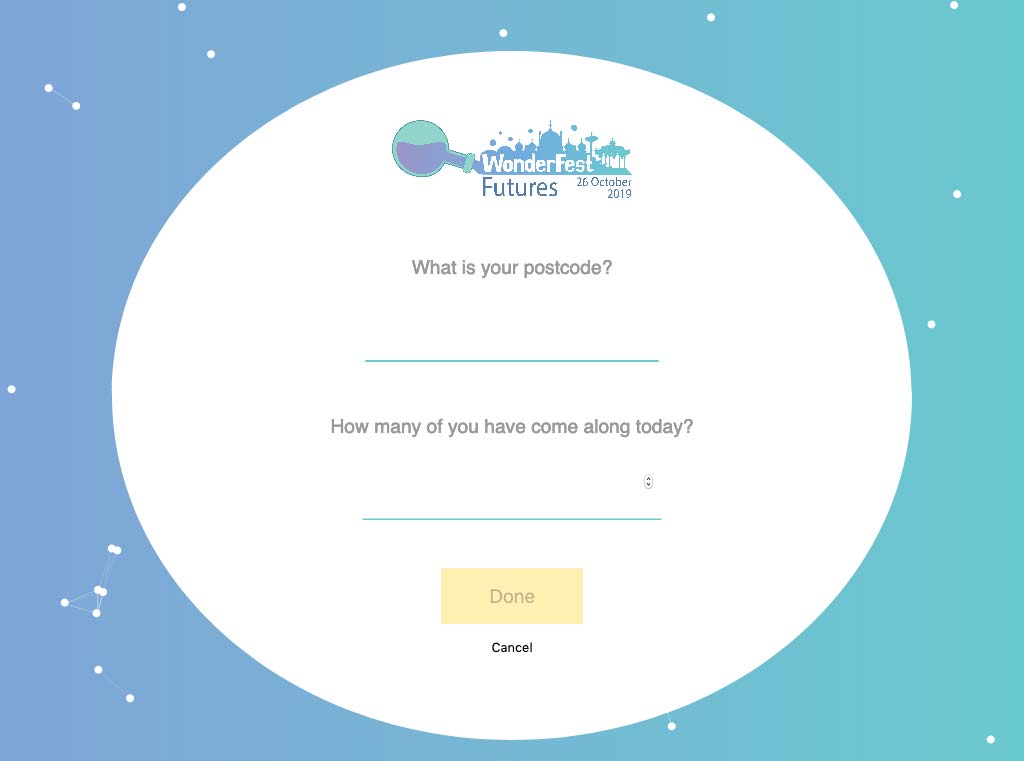 WonderFest
Futures
26 October
2019
What is your postcode?
How many of you have come along today?
Done
Cancel